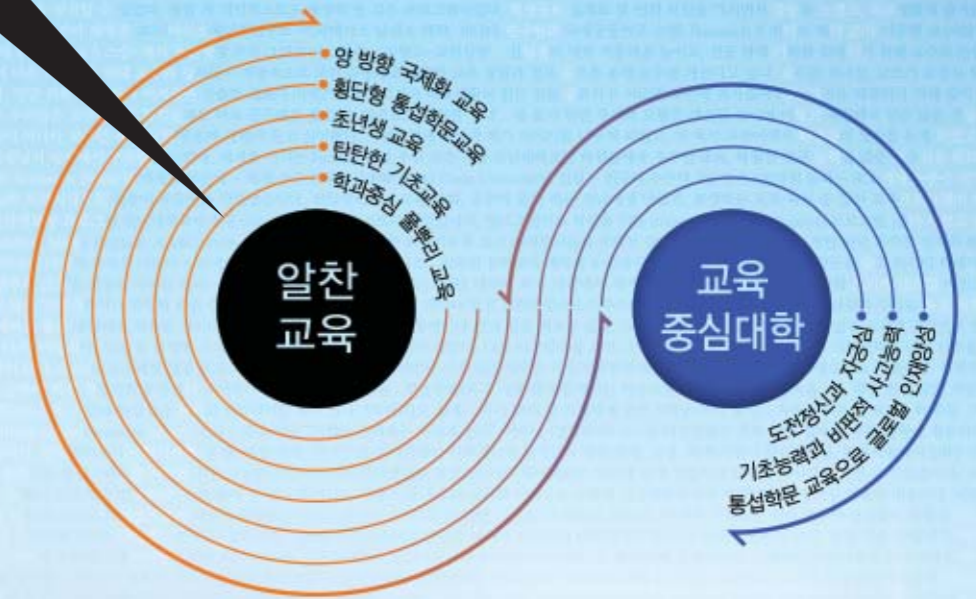 양 방향 국제화 교육
횡단형 통섭학문교육
초년생 교육
탄탄한 기초교육
학과중심 풀뿌리 교육
알찬
교육
교육
중심대학
도전정신과 자긍심
기초능력과 비판적 사고능력
통섭학문 교육으로 글로벌 인재양성